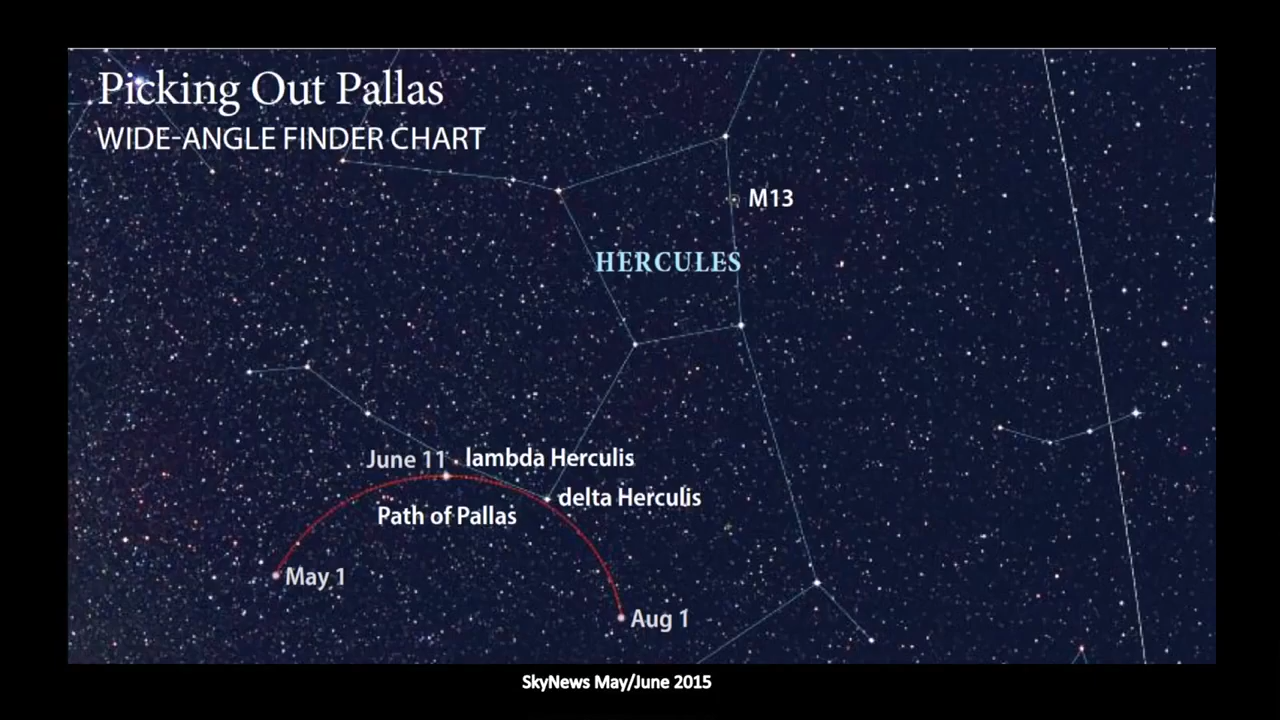 Picking Out Pallas
WIDE-ANGLE FINDER CHART
M13
HERCULES
June 11
lambda Herculis
delta Herculis
Path of Pallas
May 1
Aug 1
SkyNews May/June 2015